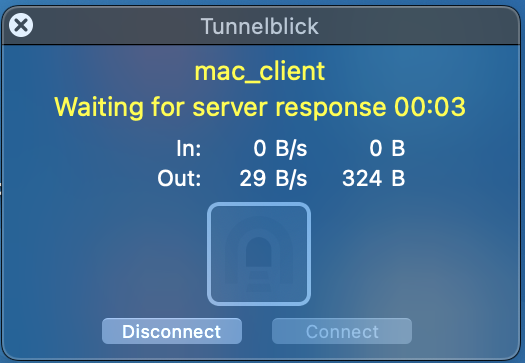 Tunnelblick
mac_client
Waiting for server response 00:03
In: 0 B/s 0 B
Out: 29 B/s 324 B
Disconnect Connect